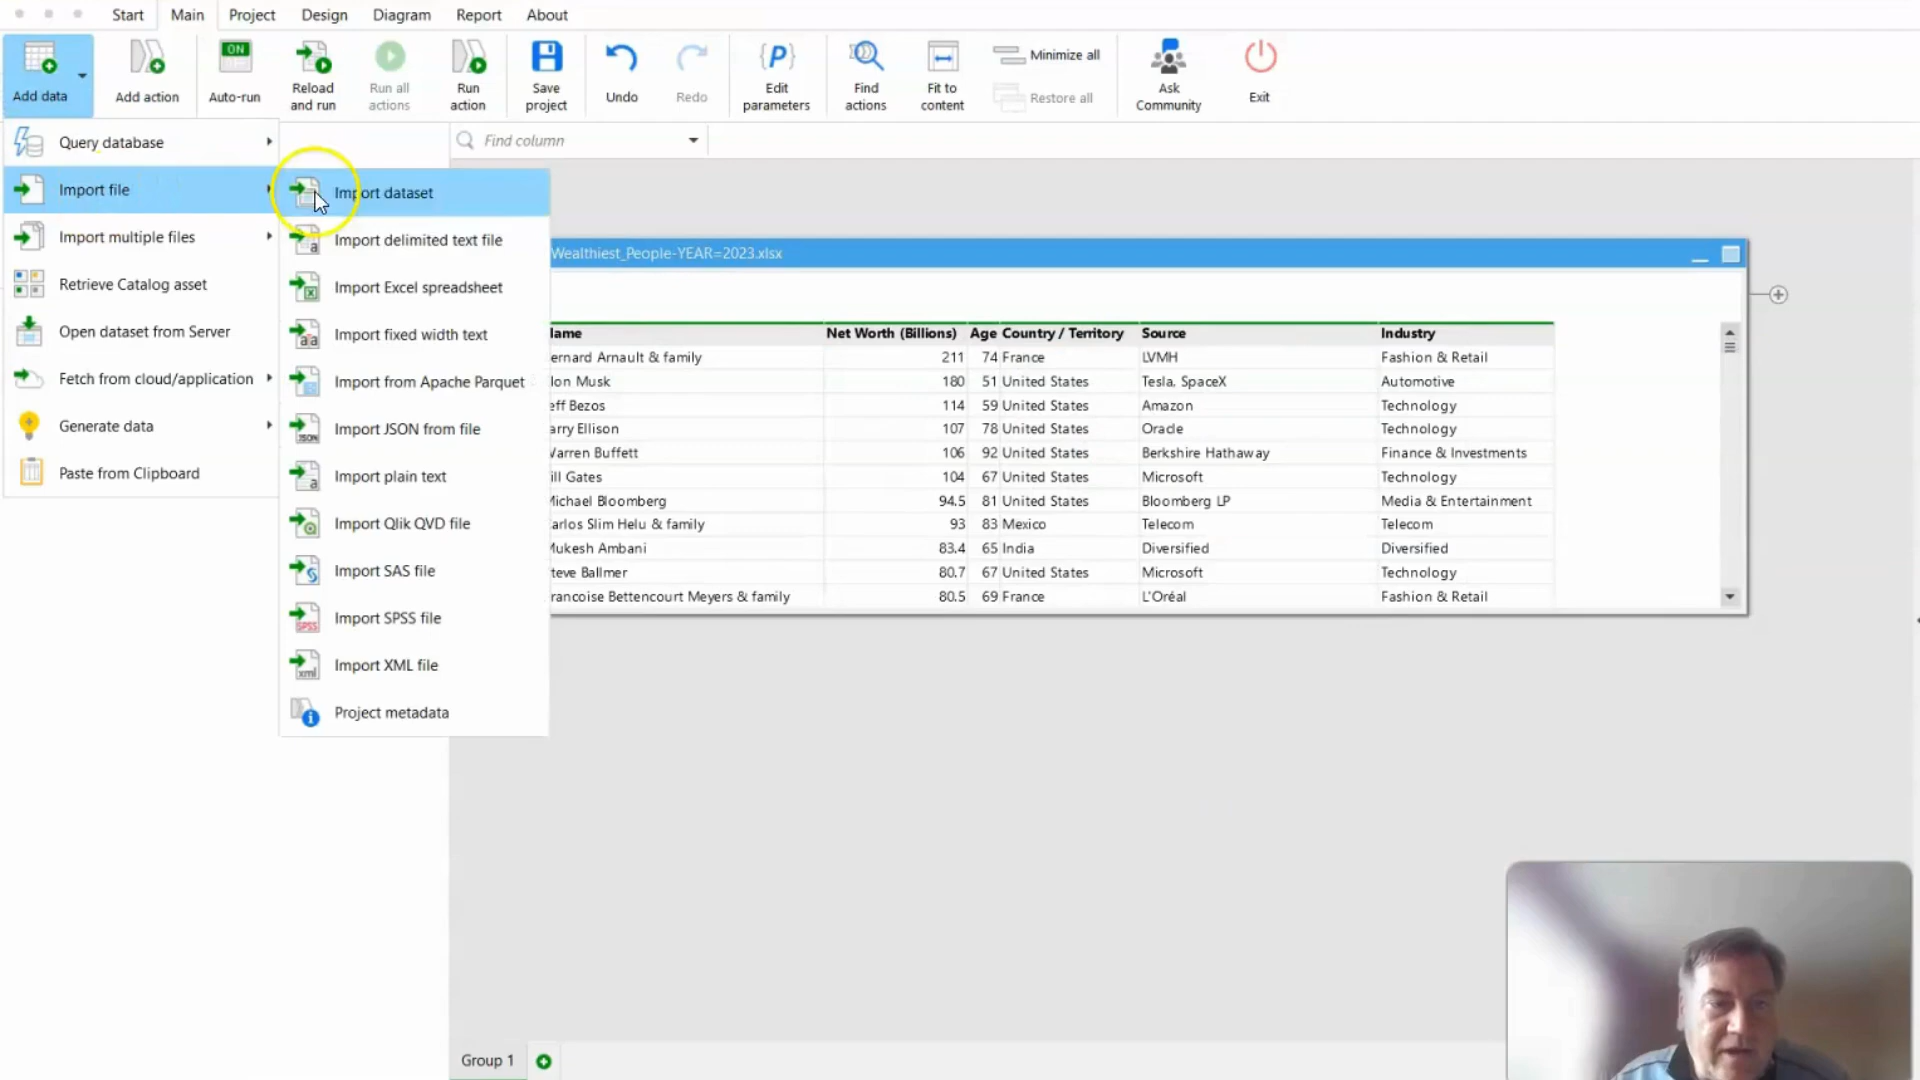 Start Main Project Design Diagram Report About
Add data
Add action
ON
Auto-run
Reload and run
Run all actions
Run action
Save project
Undo
Redo
{P}
Edit parameters
Find actions
Fit to content
Minimize all
Restore all
Ask Community
Exit
Find column
Query database
Import file
Import multiple files
Retrieve Catalog asset
Open dataset from Server
Fetch from cloud/application
Generate data
Paste from Clipboard
Import dataset
Import delimited text file
Import Excel spreadsheet
Import fixed width text
Import from Apache Parquet
Import JSON from file
Import plain text
Import Qlik QVD file
Import SAS file
Import SPSS file
Import XML file
Project metadata
Wealthiest_People-YEAR=2023.xlsx
ame Net Worth (Billions) Age Country / Territory Source Industry
ernard Arnault & family 211 74 France LVMH Fashion & Retail
lon Musk 180 51 United States Tesla, SpaceX Automotive
eff Bezos 114 59 United States Amazon Technology
arry Ellison 107 78 United States Oracle Technology
Warren Buffett 106 92 United States Berkshire Hathaway Finance & Investments
ill Gates 104 67 United States Microsoft Technology
Michael Bloomberg 94.5 81 United States Bloomberg LP Media & Entertainment
arlos Slim Helu & family 93 83 Mexico Telecom Telecom
Mukesh Ambani 83.4 65 India Diversified Diversified
teve Ballmer 80.7 67 United States Microsoft Technology
rancoise Bettencourt Meyers & family 80.5 69 France L'Oréal Fashion & Retail
Group 1